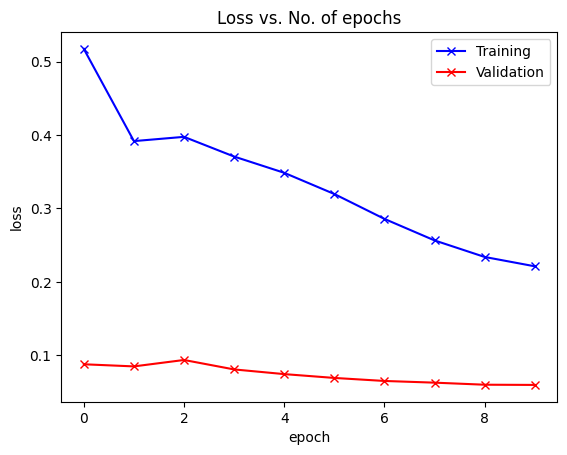 Loss vs. No. of epochs
Training
Validation
0.5
0.4
0.3
0.2
0.1
loss
0 2 4 6 8
epoch